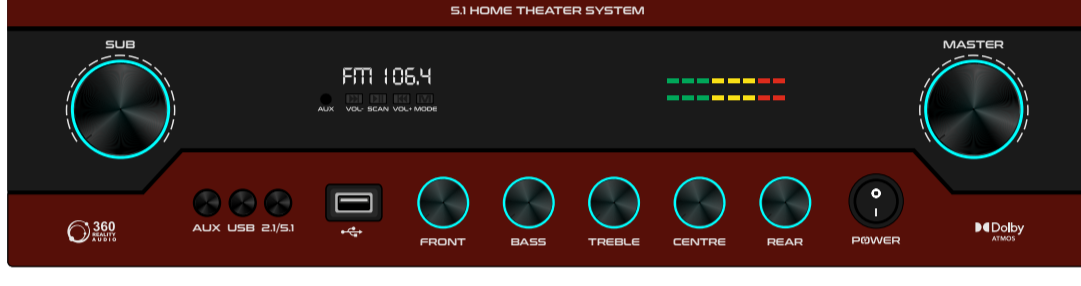 5.1 HOME THEATER SYSTEM
SUB
MASTER
FM 106.4
AUX VOL- SCAN VOL+ MODE
AUX USB 2.1/5.1
FRONT BASS TREBLE CENTRE REAR POWER
360
REALITY
AUDIO
Dolby
ATMOS